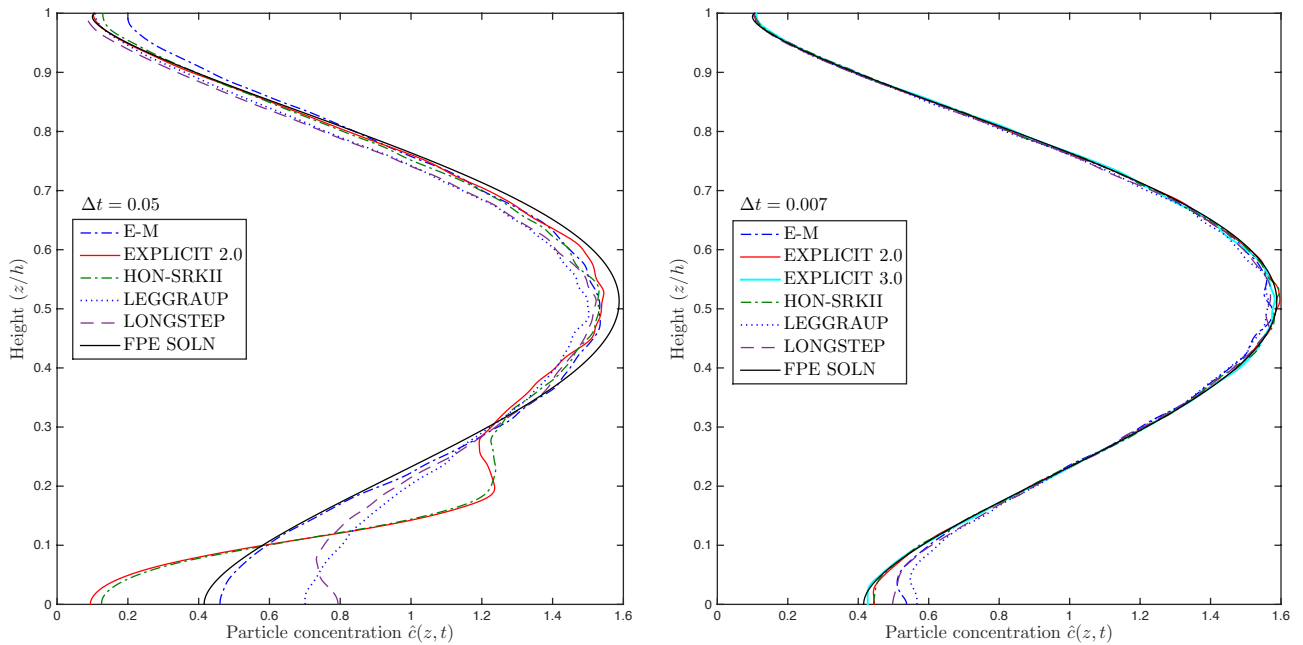 1
0.9
0.8
0.7
0.6
0.5
0.4
0.3
0.2
0.1
0
Height (z/h)
Δt = 0.05
E-M
EXPLICIT 2.0
HON-SRKII
LEGGRAUP
LONGSTEP
FPE SOLN
0 0.2 0.4 0.6 0.8 1 1.2 1.4 1.6
Particle concentration ĉ(z, t)
1
0.9
0.8
0.7
0.6
0.5
0.4
0.3
0.2
0.1
0
Height (z/h)
Δt = 0.007
E-M
EXPLICIT 2.0
EXPLICIT 3.0
HON-SRKII
LEGGRAUP
LONGSTEP
FPE SOLN
0 0.2 0.4 0.6 0.8 1 1.2 1.4 1.6
Particle concentration ĉ(z, t)